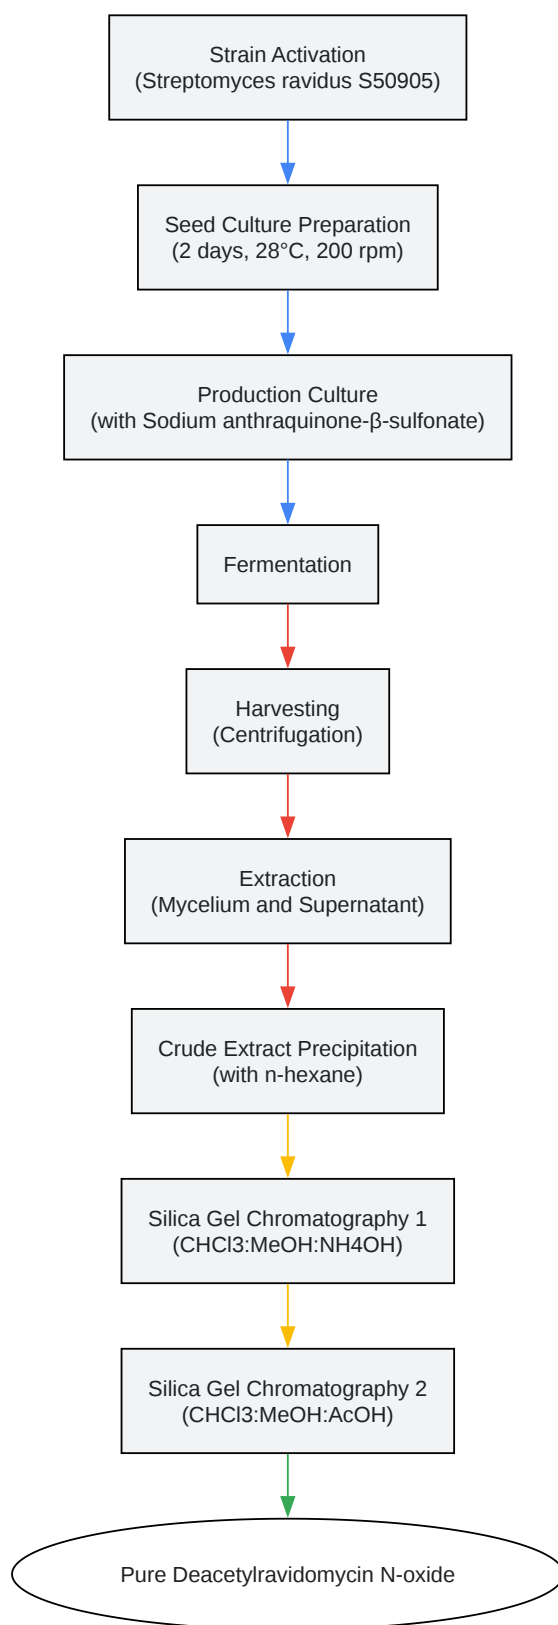 Strain Activation
(Streptomyces ravidus S50905)
Seed Culture Preparation
(2 days, 28°C, 200 rpm)
Production Culture
(with Sodium anthraquinone-β-sulfonate)
Fermentation
Harvesting
(Centrifugation)
Extraction
(Mycelium and Supernatant)
Crude Extract Precipitation
(with n-hexane)
Silica Gel Chromatography 1
(CHCl3:MeOH:NH4OH)
Silica Gel Chromatography 2
(CHCl3:MeOH:AcOH)
Pure Deacetylravidomycin N-oxide